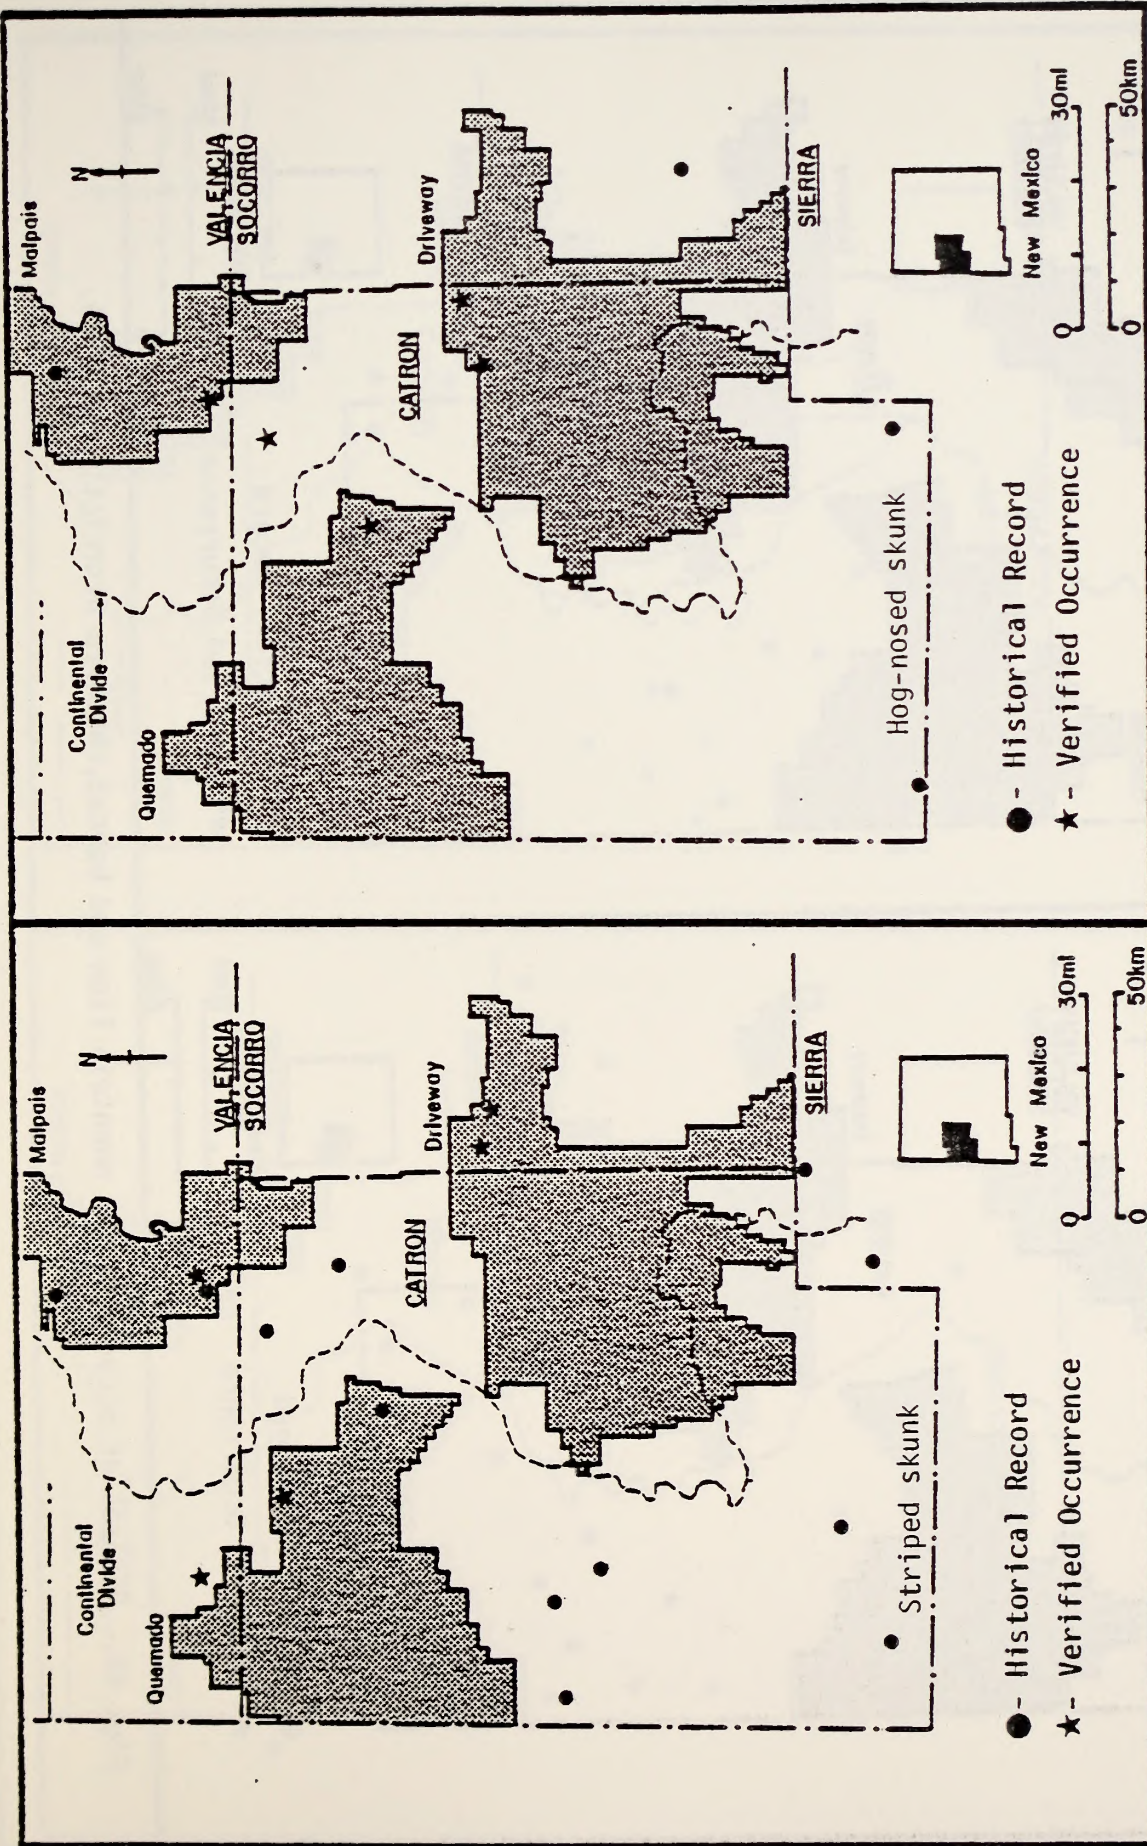 Malpais
N
VALENCIA
SOCORRO
Continental
Divide
Quemado
Driveway
CATRON
SIERRA
Striped skunk
New Mexico
0 30mi
0 50km
● - Historical Record
★ - Verified Occurrence
Malpais
N
VALENCIA
SOCORRO
Continental
Divide
Quemado
Driveway
CATRON
SIERRA
Hog-nosed skunk
New Mexico
0 30mi
0 50km
● - Historical Record
★ - Verified Occurrence